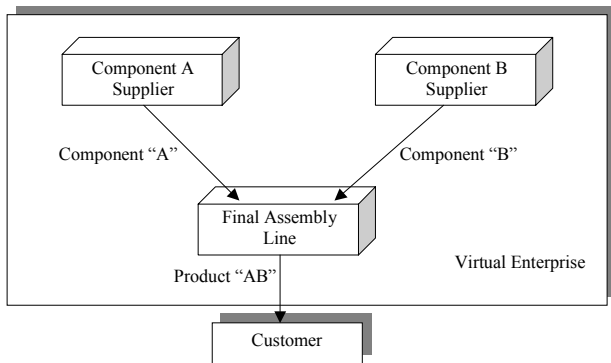 Component A
Supplier
Component B
Supplier
Component “A”
Component “B”
Final Assembly
Line
Virtual Enterprise
Product “AB”
Customer